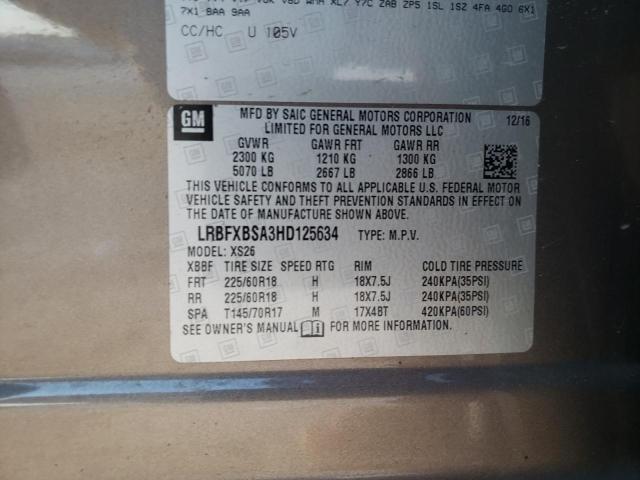 7X1 8AA 9AA
CC/HC U 105V
GM
MFD BY SAIC GENERAL MOTORS CORPORATION 12/16
LIMITED FOR GENERAL MOTORS LLC
GVWR GAWR FRT GAWR RR
2300 KG 1210 KG 1300 KG
5070 LB 2667 LB 2866 LB
THIS VEHICLE CONFORMS TO ALL APPLICABLE U.S. FEDERAL MOTOR
VEHICLE SAFETY AND THEFT PREVENTION STANDARDS IN EFFECT ON THE
DATE OF MANUFACTURE SHOWN ABOVE.
LRBFXBSA3HD125634 TYPE: M.P.V.
MODEL: XS26
XBBF TIRE SIZE SPEED RTG RIM COLD TIRE PRESSURE
FRT 225/60R18 H 18X7.5J 240KPA(35PSI)
RR 225/60R18 H 18X7.5J 240KPA(35PSI)
SPA T145/70R17 M 17X4BT 420KPA(60PSI)
SEE OWNER'S MANUAL FOR MORE INFORMATION.